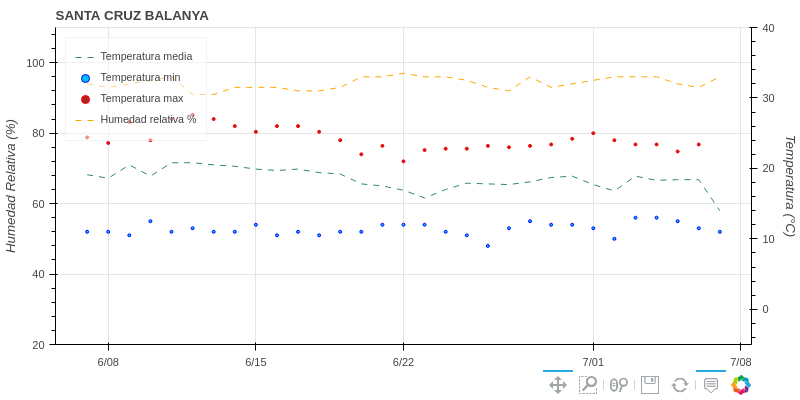 SANTA CRUZ BALANYA
Temperatura media
Temperatura min
Temperatura max
Humedad relativa %
Humedad Relativa (%)
100
80
60
40
20
Temperatura (°C)
40
30
20
10
0
6/08
6/15
6/22
7/01
7/08